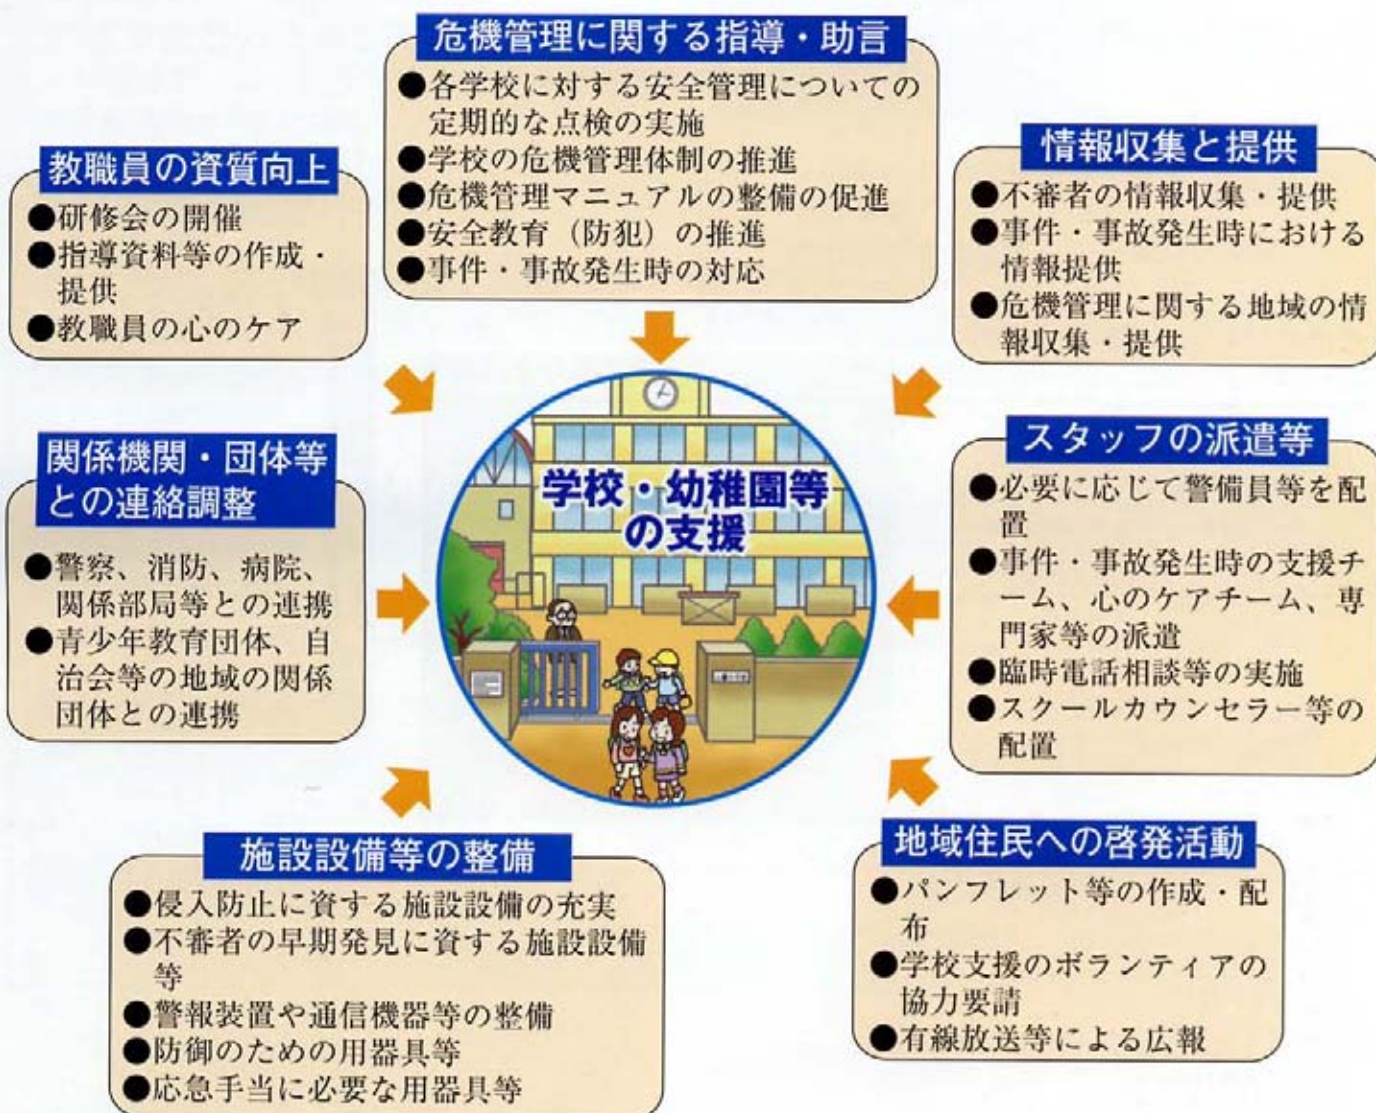 危機管理に関する指導・助言
●各学校に対する安全管理についての
定期的な点検の実施
●学校の危機管理体制の推進
●危機管理マニュアルの整備の促進
●安全教育（防犯）の推進
●事件・事故発生時の対応
教職員の資質向上
●研修会の開催
●指導資料等の作成・
提供
●教職員の心のケア
情報収集と提供
●不審者の情報収集・提供
●事件・事故発生時における
情報提供
●危機管理に関する地域の情
報収集・提供
関係機関・団体等
との連絡調整
●警察、消防、病院、
関係部局等との連携
●青少年教育団体、自
治会等の地域の関係
団体との連携
学校・幼稚園等
の支援
スタッフの派遣等
●必要に応じて警備員等を配
置
●事件・事故発生時の支援チ
ーム、心のケアチーム、専
門家等の派遣
●臨時電話相談等の実施
●スクールカウンセラー等の
配置
施設設備等の整備
●侵入防止に資する施設設備の充実
●不審者の早期発見に資する施設設備
等
●警報装置や通信機器等の整備
●防御のための用器具等
●応急手当に必要な用器具等
地域住民への啓発活動
●パンフレット等の作成・配
布
●学校支援のボランティアの
協力要請
●有線放送等による広報